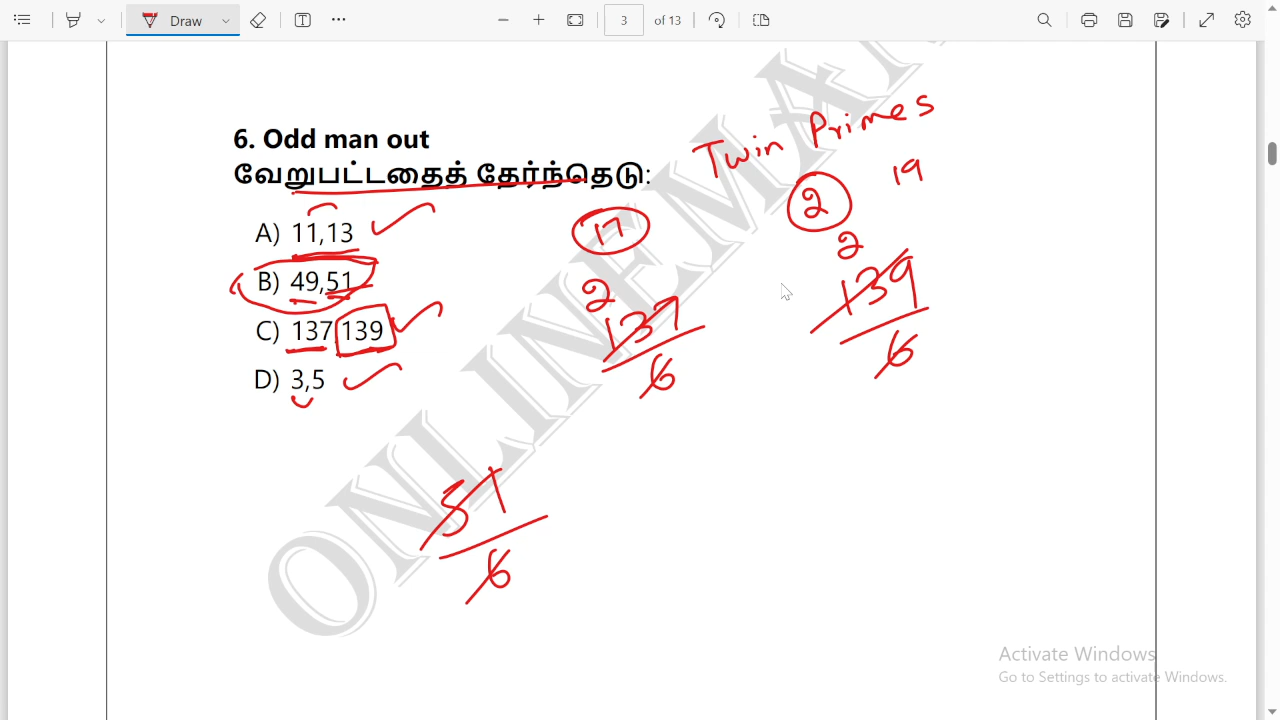 Draw
3 of 13
6. Odd man out
வேறுபட்டதைத் தேர்ந்தெடு:
Twin Primes
A) 11,13
17
2
19
B) 49,51
2
2
C) 137,139
137
6
139
6
D) 3,5
51
6
ONLINEMA
Activate Windows
Go to Settings to activate Windows.